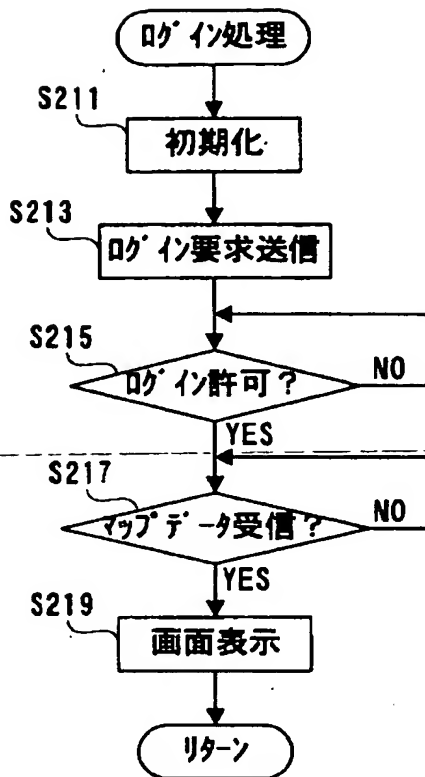 ログイン処理
S211
初期化
S213
ログイン要求送信
S215
ログイン許可？
NO
YES
S217
マップデータ受信？
NO
YES
S219
画面表示
リターン